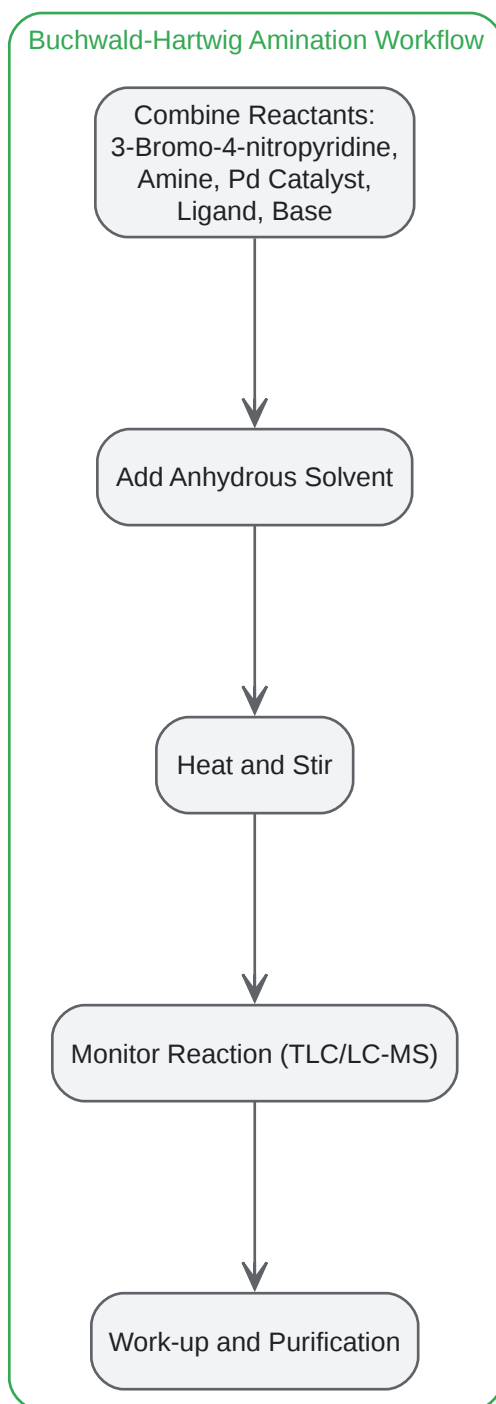 Buchwald-Hartwig Amination Workflow
Combine Reactants:
3-Bromo-4-nitropyridine,
Amine, Pd Catalyst,
Ligand, Base
Add Anhydrous Solvent
Heat and Stir
Monitor Reaction (TLC/LC-MS)
Work-up and Purification